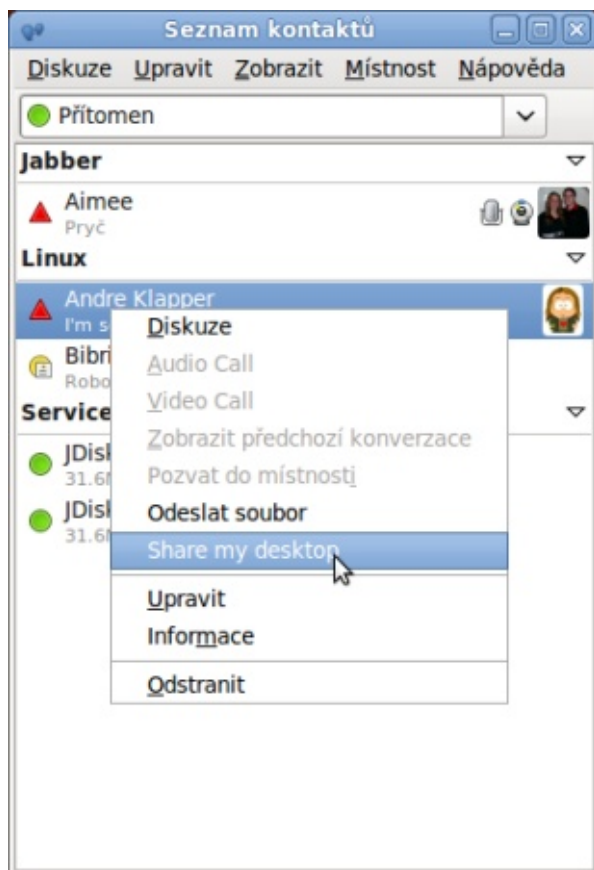 Seznam kontaktů
Diskuze Upravit Zobrazit Místnost Nápověda
Přítomen
Jabber
Aimee
Pryč
Linux
Andre Klapper
I'm
Diskuze
Audio Call
Video Call
Zobrazit předchozí konverzace
Pozvat do místnosti
Odeslat soubor
Share my desktop
Upravit
Informace
Odstranit
Service